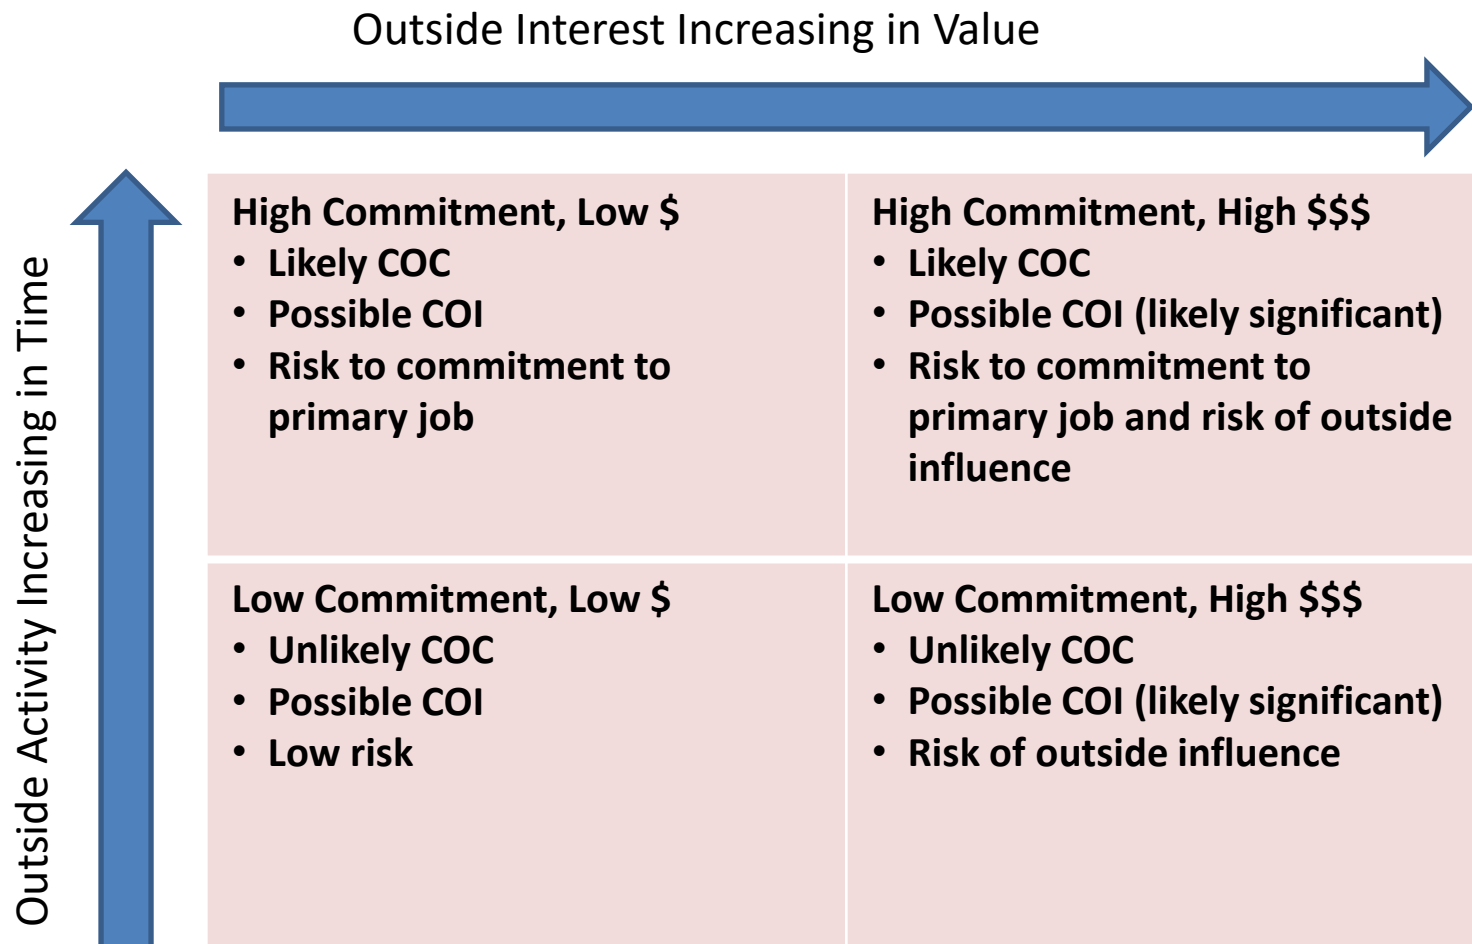 Outside Interest Increasing in Value
Outside Activity Increasing in Time
High Commitment, Low $
• Likely COC
• Possible COI
• Risk to commitment to
primary job
High Commitment, High $$$
• Likely COC
• Possible COI (likely significant)
• Risk to commitment to
primary job and risk of outside
influence
Low Commitment, Low $
• Unlikely COC
• Possible COI
• Low risk
Low Commitment, High $$$
• Unlikely COC
• Possible COI (likely significant)
• Risk of outside influence